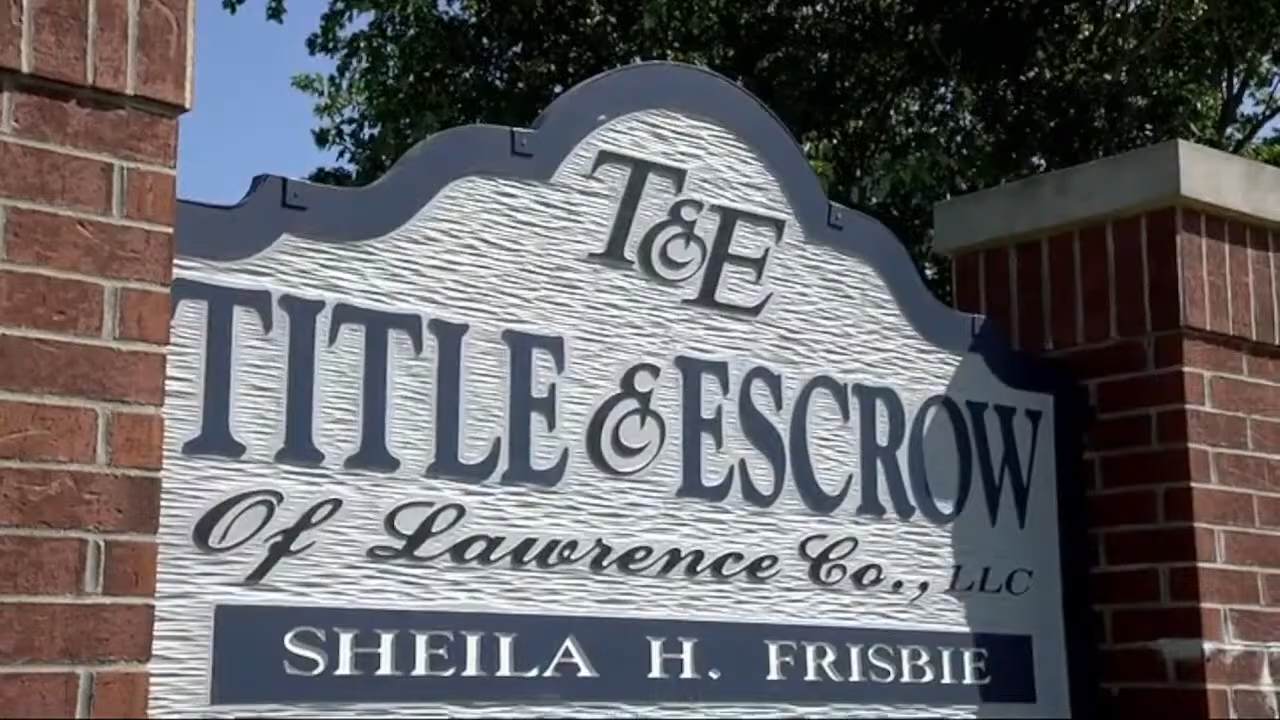 T&E
TITLE & ESCROW
Of Lawrence Co., LLC
SHEILA H. FRISBIE